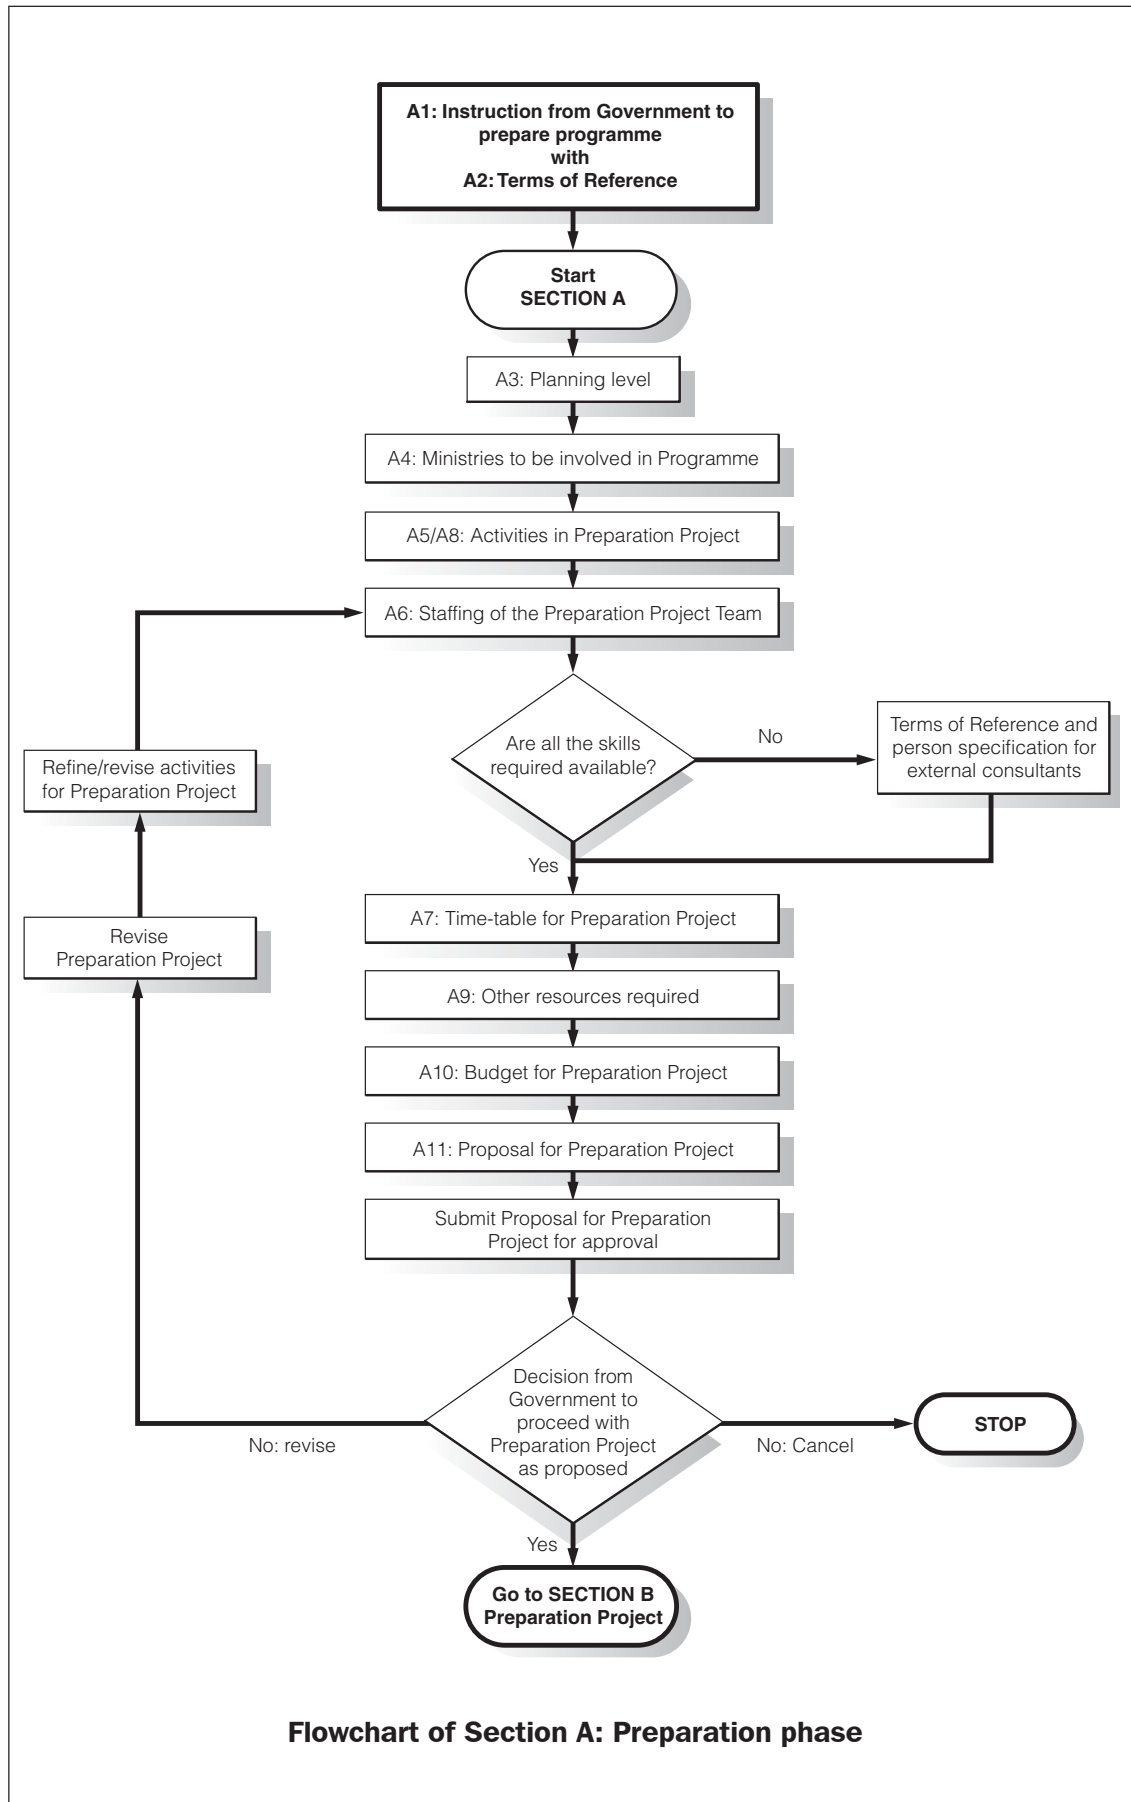 A1: Instruction from Government to
prepare programme
with
A2: Terms of Reference
Start
SECTION A
A3: Planning level
A4: Ministries to be involved in Programme
A5/A8: Activities in Preparation Project
A6: Staffing of the Preparation Project Team
Are all the skills
required available?
No
Terms of Reference and
person specification for
external consultants
Refine/revise activities
for Preparation Project
Yes
A7: Time-table for Preparation Project
Revise
Preparation Project
A9: Other resources required
A10: Budget for Preparation Project
A11: Proposal for Preparation Project
Submit Proposal for Preparation
Project for approval
Decision from
Government to
proceed with
Preparation Project
as proposed
No: revise
No: Cancel
STOP
Yes
Go to SECTION B
Preparation Project
Flowchart of Section A: Preparation phase